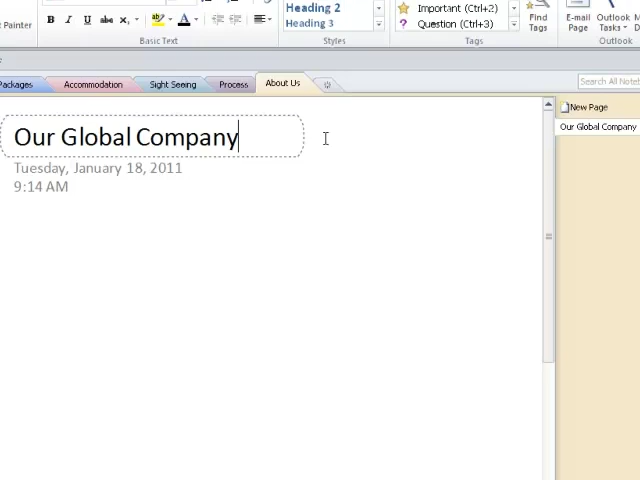 Painter
B I U abc x,
Basic Text
Heading 2
Heading 3
Styles
Important (Ctrl+2)
? Question (Ctrl+3)
Tags
Find
Tags
E-mail
Page
Outlook
Tasks
Outlook
Packages
Accommodation
Sight Seeing
Process
About Us
Search All Noteb
New Page
Our Global Company
Our Global Company
Tuesday, January 18, 2011
9:14 AM